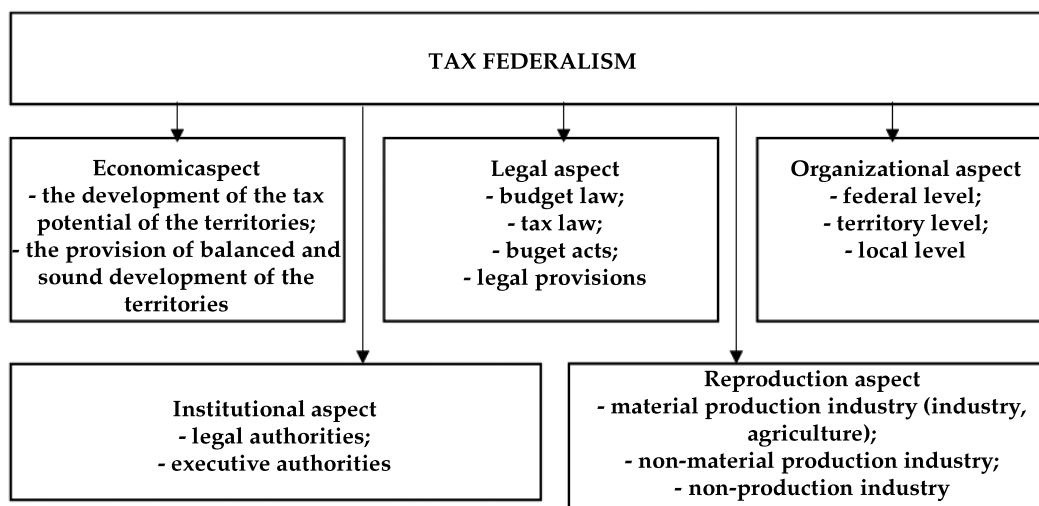 TAX FEDERALISM
Economicaspect
- the development of the tax
potential of the territories;
- the provision of balanced and
sound development of the
territories
Legal aspect
- budget law;
- tax law;
- buget acts;
- legal provisions
Organizational aspect
- federal level;
- territory level;
- local level
Institutional aspect
- legal authorities;
- executive authorities
Reproduction aspect
- material production industry (industry,
agriculture);
- non-material production industry;
- non-production industry